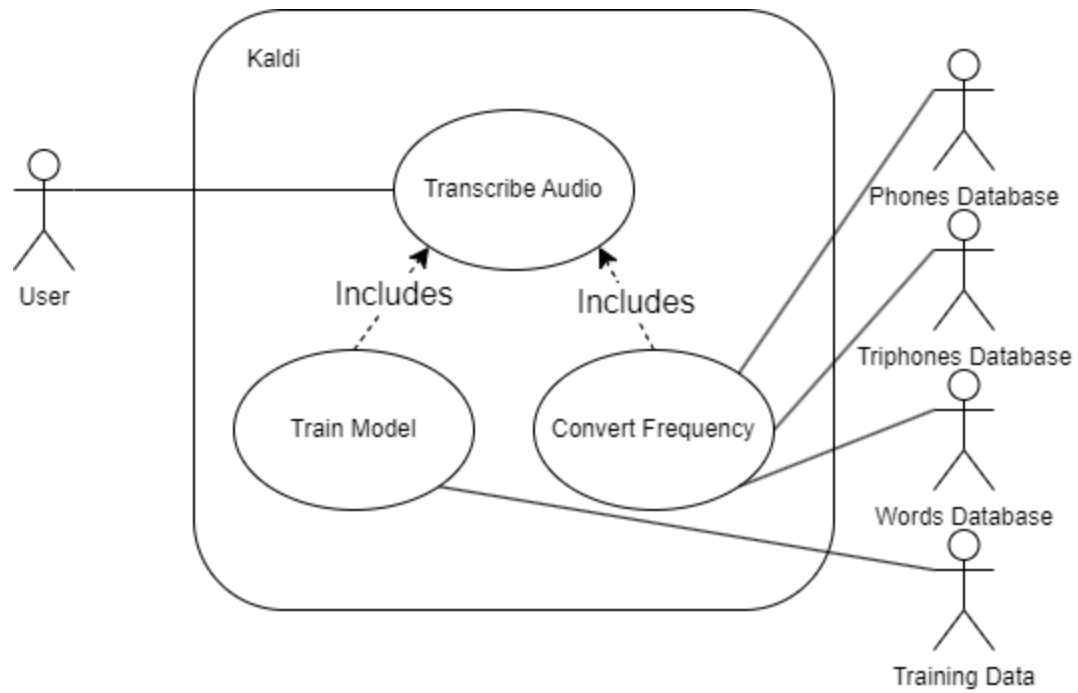 Kaldi
Transcribe Audio
Phones Database
User
Includes
Includes
Triphones Database
Train Model
Convert Frequency
Words Database
Training Data